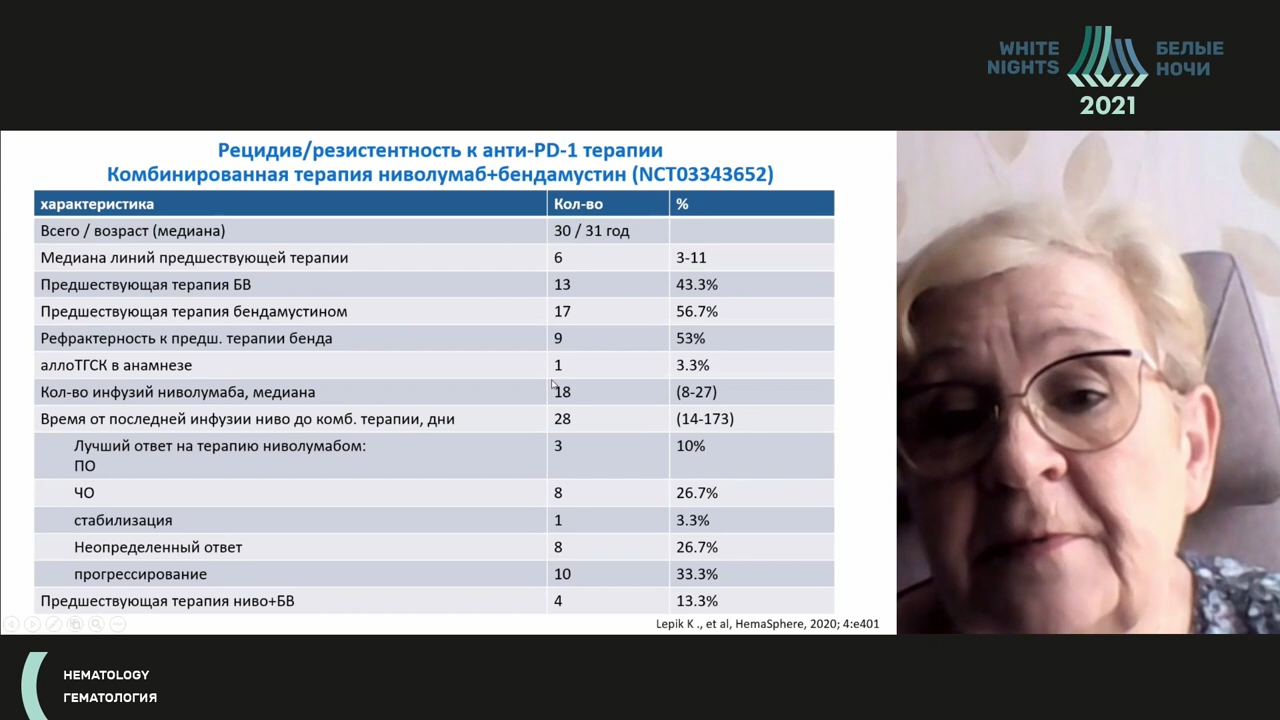 WHITE NIGHTS
БЕЛЫЕ НОЧИ
2021
Рецидив/резистентность к анти-PD-1 терапии
Комбинированная терапия ниволумаб+бендамустин (NCT03343652)
характеристика Кол-во %
Всего / возраст (медиана) 30 / 31 год
Медиана линий предшествующей терапии 6 3-11
Предшествующая терапия БВ 13 43.3%
Предшествующая терапия бендамустином 17 56.7%
Рефрактерность к предш. терапии бенда 9 53%
аллоТГСК в анамнезе 1 3.3%
Кол-во инфузий ниволумаба, медиана 18 (8-27)
Время от последней инфузии ниво до комб. терапии, дни 28 (14-173)
Лучший ответ на терапию ниволумабом: 3 10%
ПО
ЧО 8 26.7%
стабилизация 1 3.3%
Неопределенный ответ 8 26.7%
прогрессирование 10 33.3%
Предшествующая терапия ниво+БВ 4 13.3%
Lepik K ., et al, HemaSphere, 2020; 4:e401
HEMATOLOGY
ГЕМАТОЛОГИЯ